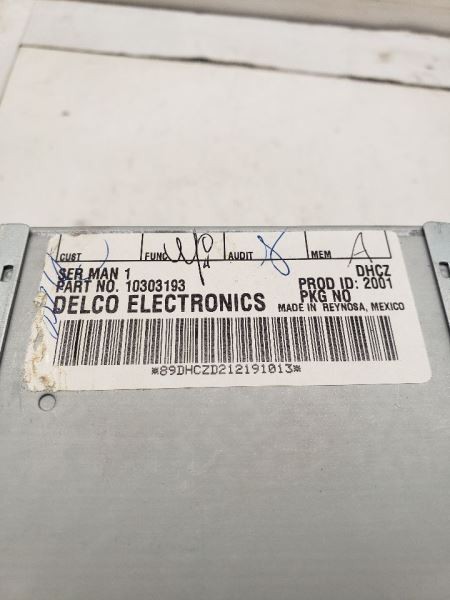 CUST FUNC AUDIT MEM A
SER MAN 1 DHCZ
PART NO. 10303193 PROD ID: 2001
DELCO ELECTRONICS PKG NO
MADE IN REYNOSA, MEXICO
*89DHCZD212191013*